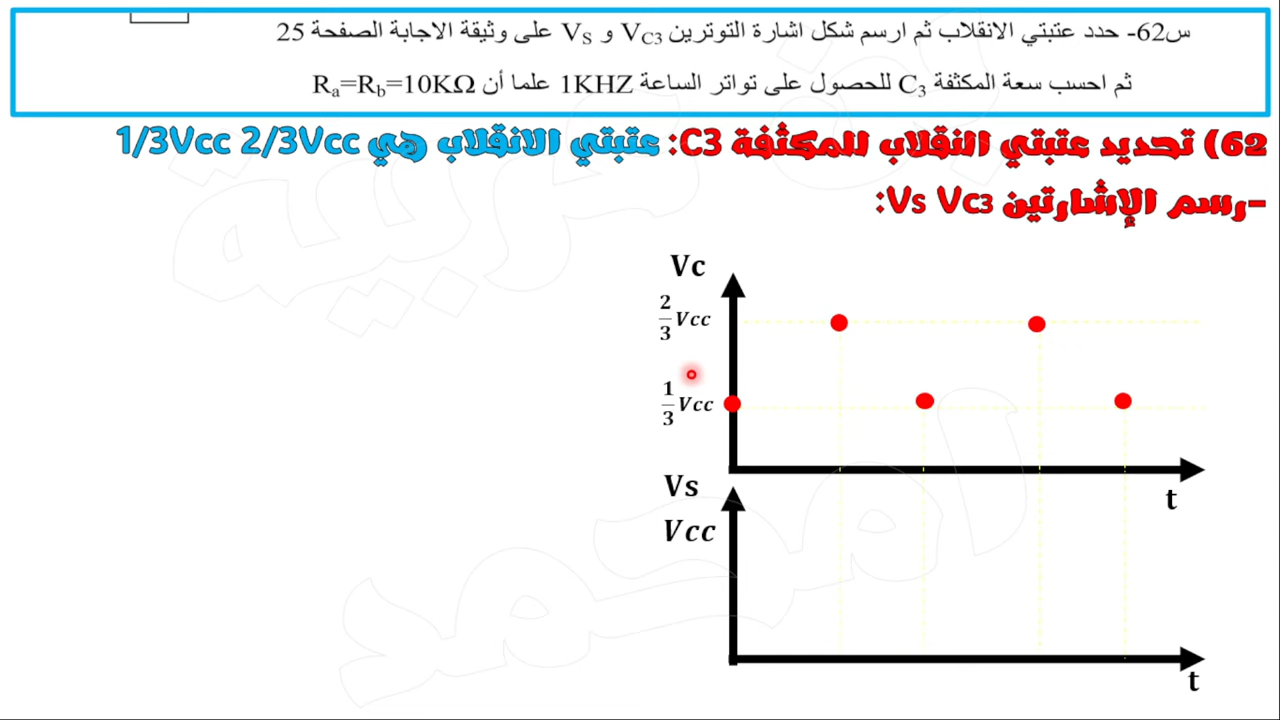 س62- حدد عتبتي الانقلاب ثم ارسم شكل اشارة التوترين VC3 و VS على وثيقة الاجابة الصفحة 25
ثم احسب سعة المكثفة C3 للحصول على تواتر الساعة 1KHZ علما أن Ra=Rb=10KΩ
62) تحديد عتبتي النقلاب للمكثفة C3: عتبتي الانقلاب هي 1/3Vcc 2/3Vcc
-رسم الإشارتين Vs Vc3:
Vc
2/3 Vcc
1/3 Vcc
t
Vs
Vcc
t